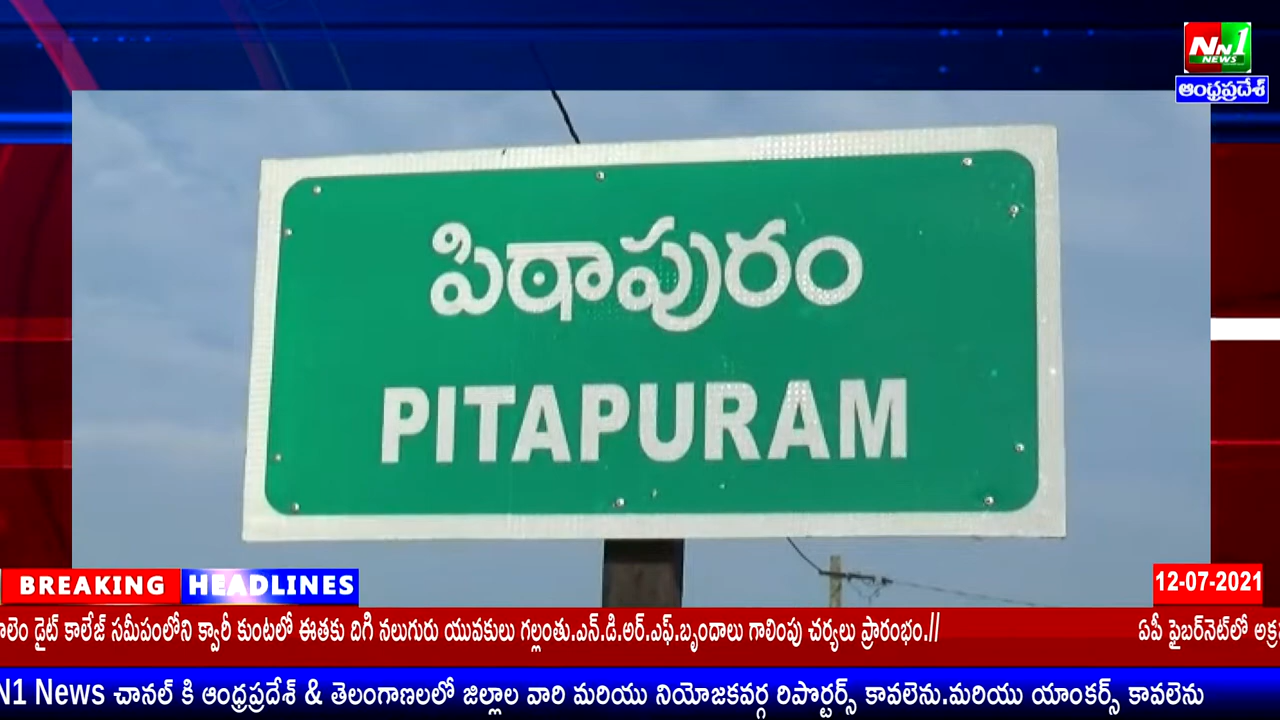 NN1
NEWS
ఆంధ్రప్రదేశ్
పిఠాపురం
PITAPURAM
BREAKING HEADLINES
12-07-2021
డైట్ కాలేజ్ సమీపంలోని క్వారీ కుంటలో ఈతకు దిగి నలుగురు యువకులు గల్లంతు.ఎన్.డి.అర్.ఎఫ్.బృందాలు గాలింపు చర్యలు ప్రారంభం.// ఏపీ ఫైబర్‌నెట్‌లో
N1 News చానల్ కి ఆంధ్రప్రదేశ్ & తెలంగాణలలో జిల్లాల వారి మరియు నియోజకవర్గ రిపొర్టర్స్ కావలెను.మరియు యాంకర్స్ కావలెను